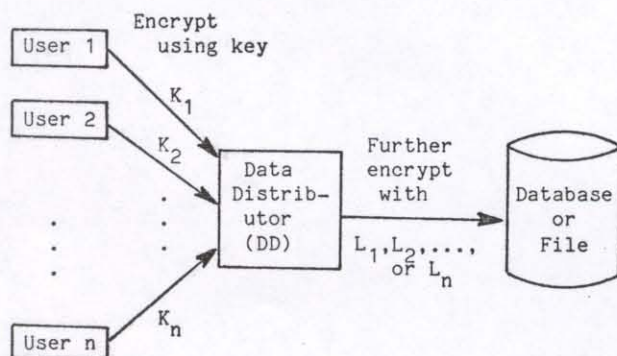 Encrypt
using key
User 1
K1
User 2
K2
Data
Distrib-
utor
(DD)
Further
encrypt
with
L1,L2,...,
or Ln
Database
or
File
Kn
User n